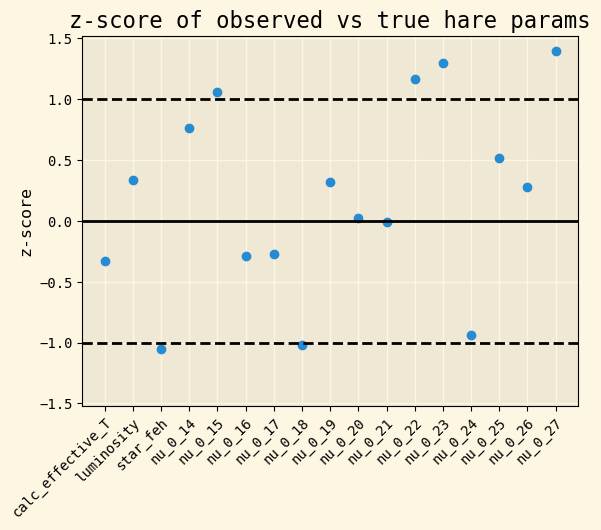 z-score of observed vs true hare params
z-score
1.5
1.0
0.5
0.0
−0.5
−1.0
−1.5
calc_effective_T
luminosity
star_feh
nu_0_14
nu_0_15
nu_0_16
nu_0_17
nu_0_18
nu_0_19
nu_0_20
nu_0_21
nu_0_22
nu_0_23
nu_0_24
nu_0_25
nu_0_26
nu_0_27